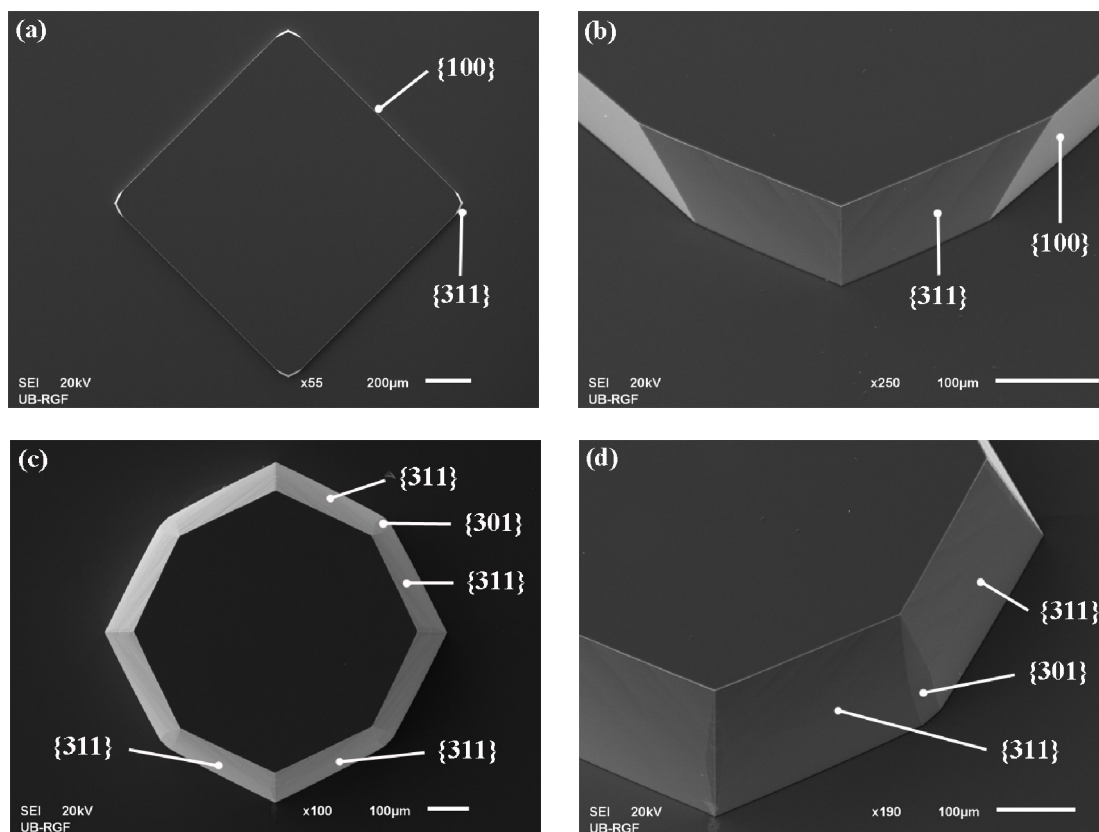 (a)
{100}
{311}
SEI 20kV x55 200µm
UB-RGF
(b)
{100}
{311}
SEI 20kV x250 100µm
UB-RGF
(c)
{311}
{301}
{311}
{311}
{311}
SEI 20kV x100 100µm
UB-RGF
(d)
{311}
{301}
{311}
SEI 20kV x190 100µm
UB-RGF